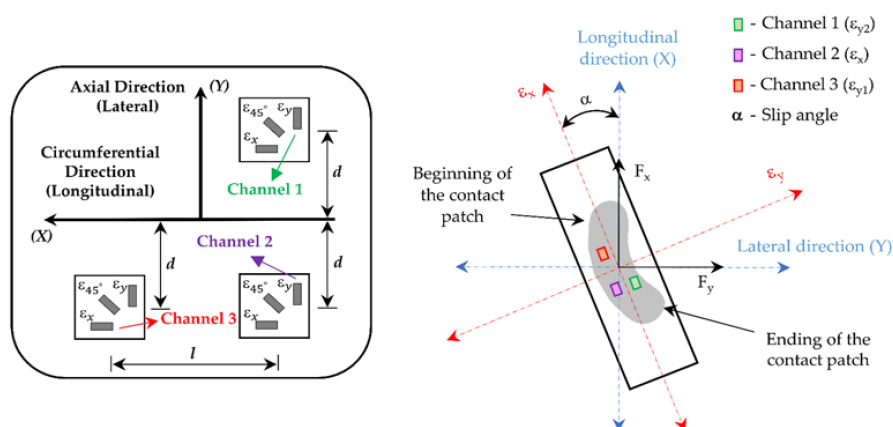 Axial Direction
(Lateral)
(Y)
ε45° εy
εx
d
Channel 1
Circumferential
Direction
(Longitudinal)
(X)
Channel 2
d
d
ε45° εy
εx
Channel 3
ε45° εy
εx
l
Longitudinal
direction (X)
- Channel 1 (εy2)
- Channel 2 (εx)
- Channel 3 (εy1)
α - Slip angle
εx
α
Beginning of
the contact
patch
Fx
εy
Lateral direction (Y)
Fy
Ending of the
contact patch